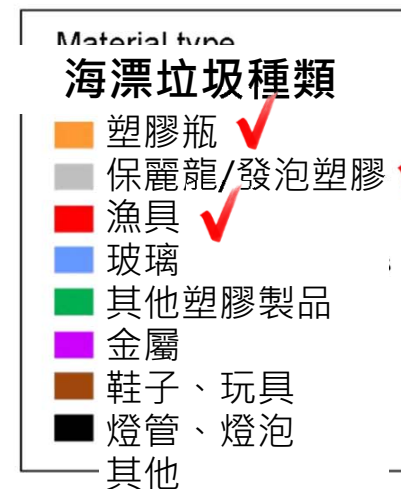 Material type
海漂垃圾種類
塑膠瓶
保麗龍/發泡塑膠
漁具
玻璃
其他塑膠製品
金屬
鞋子、玩具
燈管、燈泡
其他